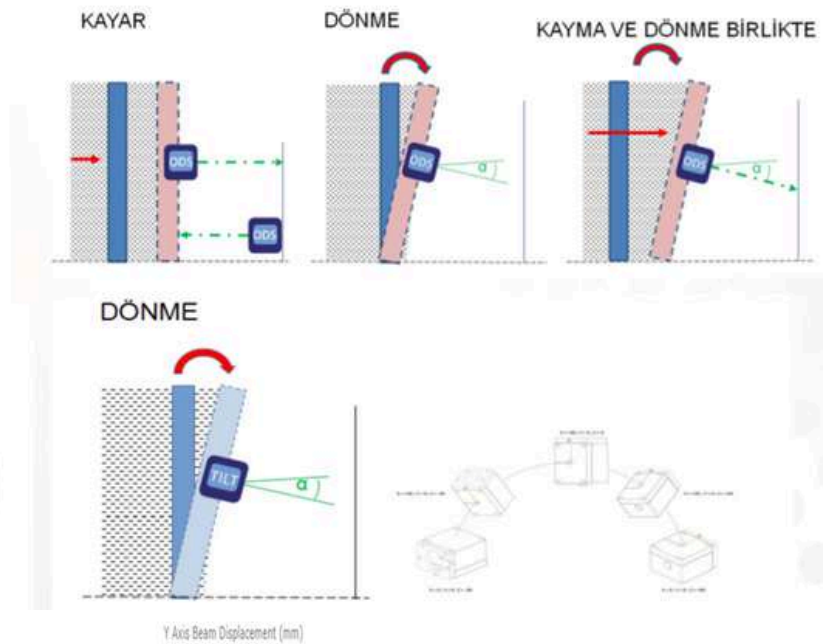 KAYAR
DÖNME
KAYMA VE DÖNME BİRLİKTE
ODS
ODS
ODS
α
ODS
α
DÖNME
TILT
α
Y Axis Beam Displacement (mm)